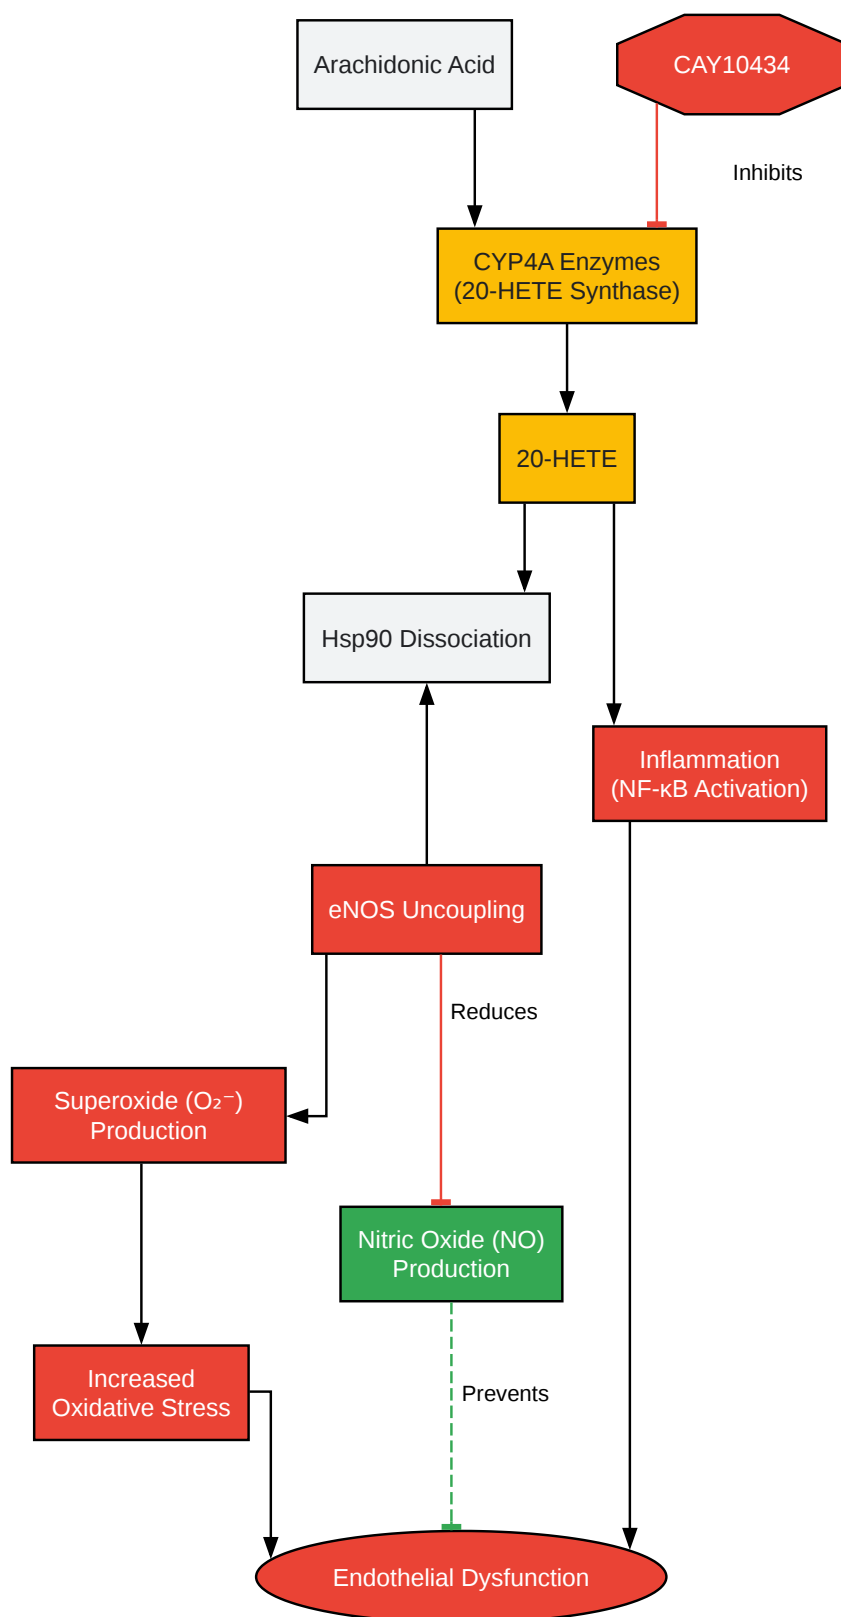 Arachidonic Acid
CAY10434
Inhibits
CYP4A Enzymes
(20-HETE Synthase)
20-HETE
Hsp90 Dissociation
Inflammation
(NF-κB Activation)
eNOS Uncoupling
Reduces
Superoxide (O₂⁻)
Production
Nitric Oxide (NO)
Production
Increased
Oxidative Stress
Prevents
Endothelial Dysfunction